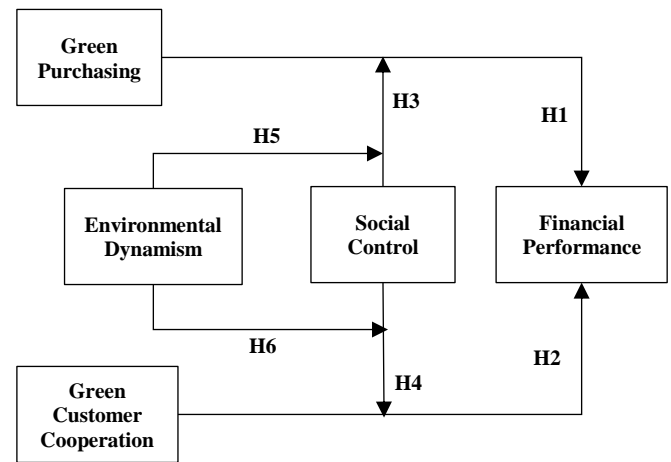 Green
Purchasing
H3
H1
H5
Environmental
Dynamism
Social
Control
Financial
Performance
H6
H2
H4
Green
Customer
Cooperation